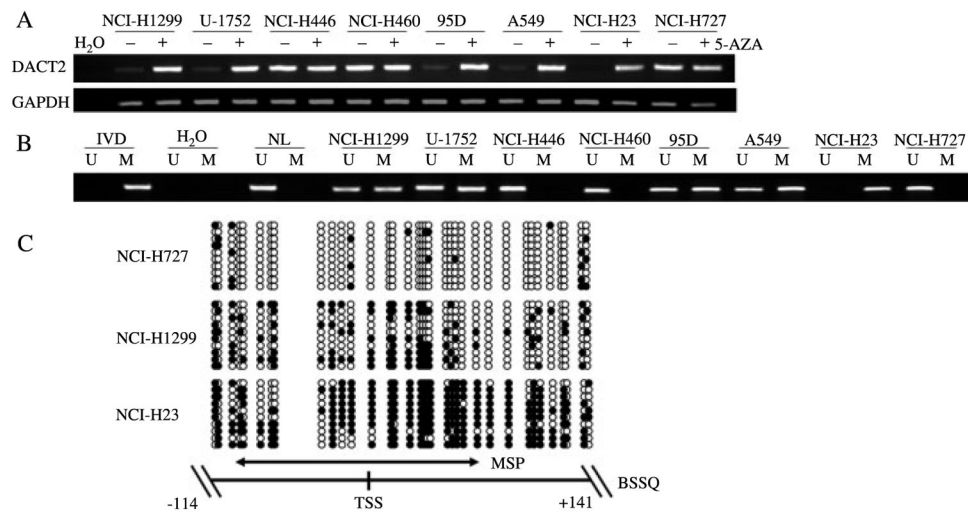 A
NCI-H1299 U-1752 NCI-H446 NCI-H460 95D A549 NCI-H23 NCI-H727
H₂O – + – + – + – + – + – + – + – + 5-AZA
DACT2
GAPDH
B
IVD H₂O NL NCI-H1299 U-1752 NCI-H446 NCI-H460 95D A549 NCI-H23 NCI-H727
U M U M U M U M U M U M U M U M U M U M U M
C
NCI-H727
NCI-H1299
NCI-H23
MSP
BSSQ
-114 TSS +141